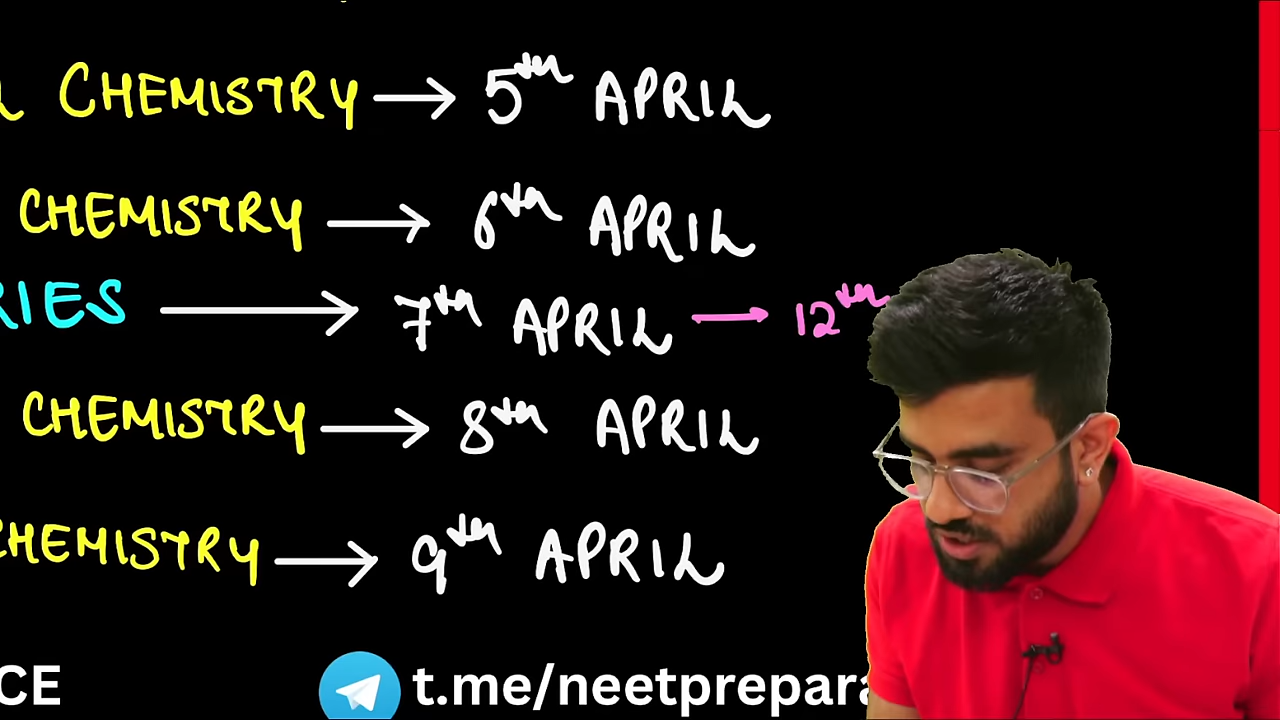 CHEMISTRY → 5th APRIL
CHEMISTRY → 6th APRIL
RIES → 7th APRIL → 12th
CHEMISTRY → 8th APRIL
CHEMISTRY → 9th APRIL
CE t.me/neetprepara